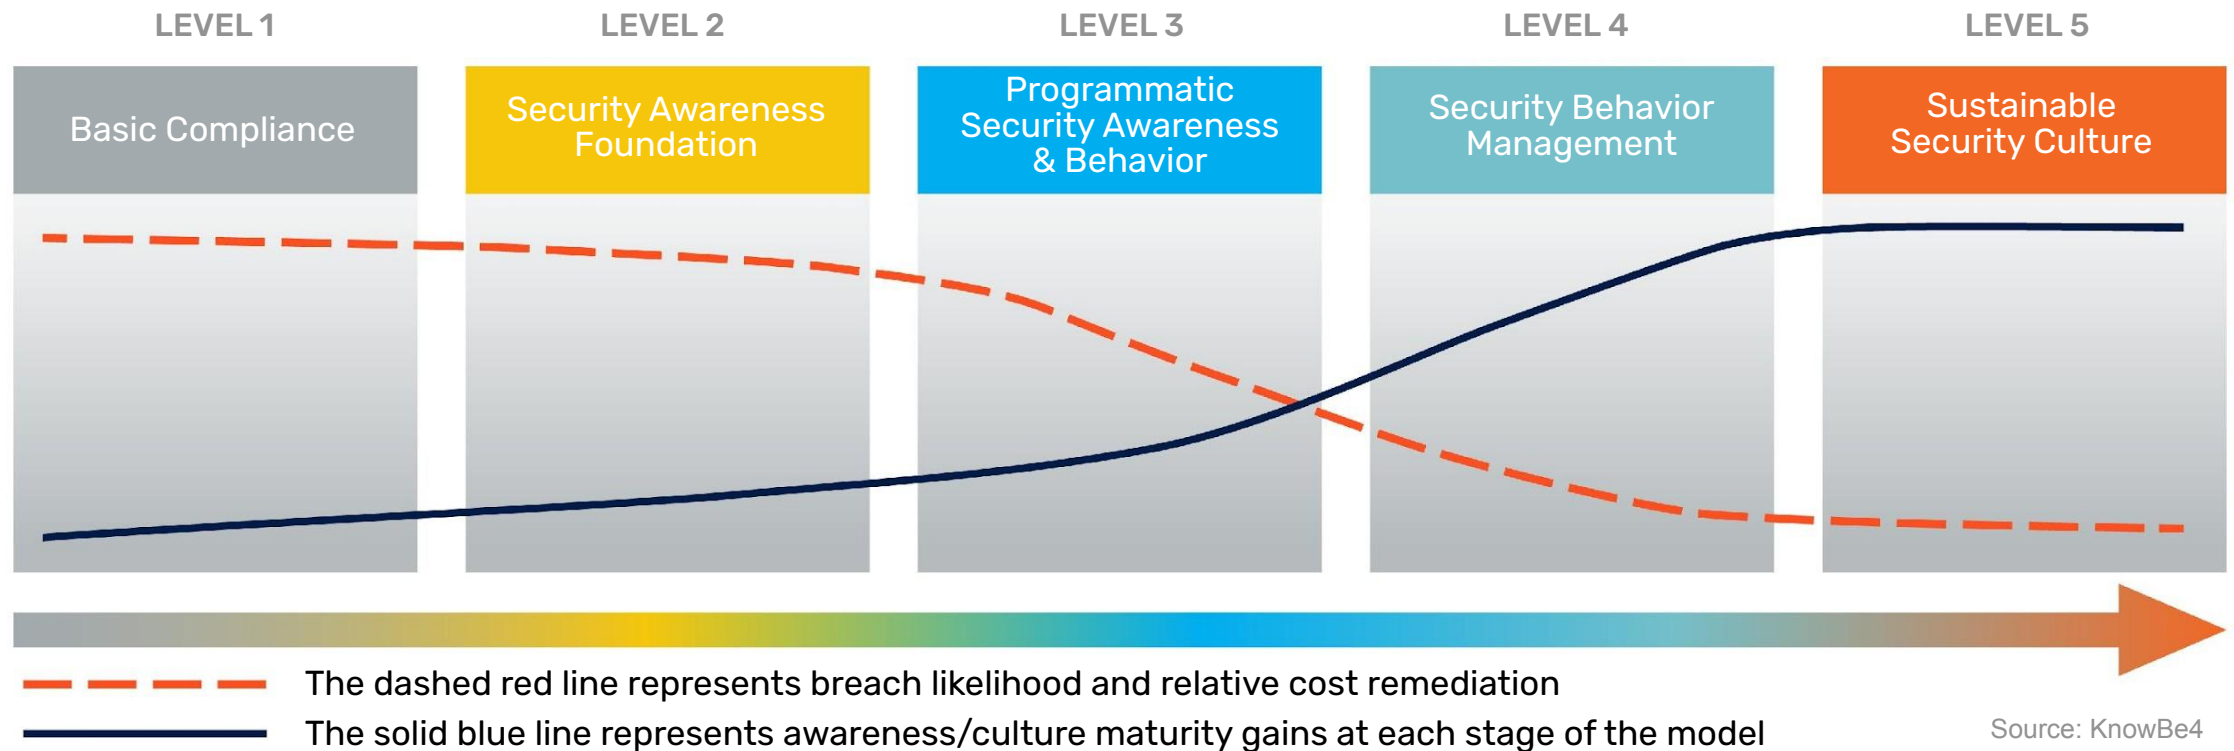 LEVEL 1
LEVEL 2
LEVEL 3
LEVEL 4
LEVEL 5
Basic Compliance
Security Awareness
Foundation
Programmatic
Security Awareness
& Behavior
Security Behavior
Management
Sustainable
Security Culture
The dashed red line represents breach likelihood and relative cost remediation
The solid blue line represents awareness/culture maturity gains at each stage of the model
Source: KnowBe4